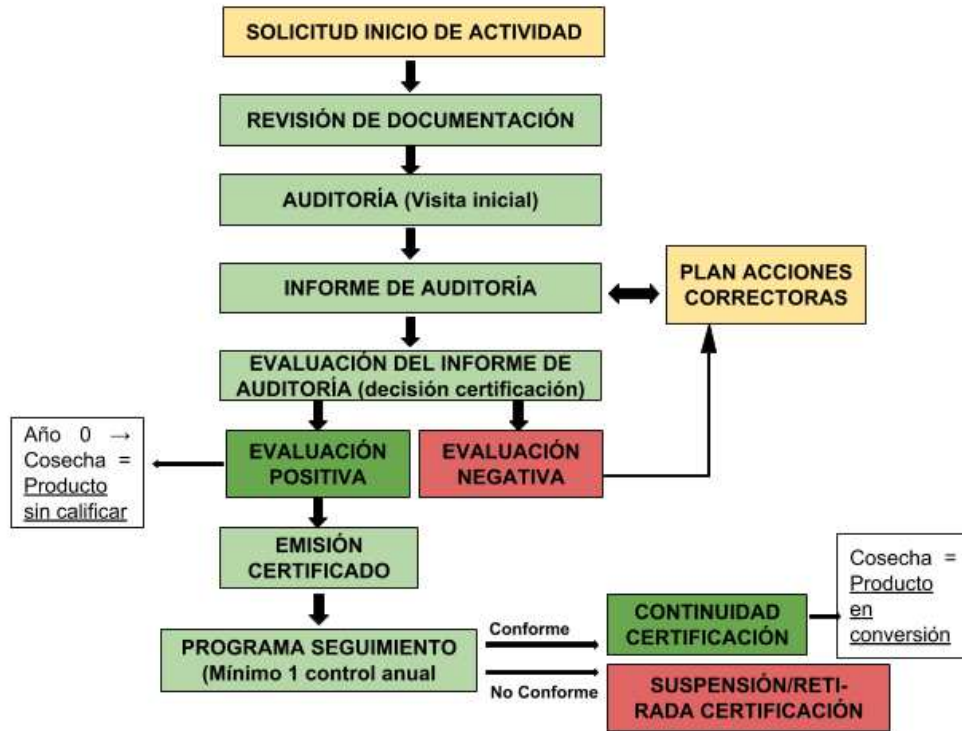 SOLICITUD INICIO DE ACTIVIDAD
REVISIÓN DE DOCUMENTACIÓN
AUDITORÍA (Visita inicial)
INFORME DE AUDITORÍA
PLAN ACCIONES
CORRECTORAS
EVALUACIÓN DEL INFORME DE
AUDITORÍA (decisión certificación)
Año 0 →
Cosecha =
Producto
sin calificar
EVALUACIÓN
POSITIVA
EVALUACIÓN
NEGATIVA
EMISIÓN
CERTIFICADO
PROGRAMA SEGUIMIENTO
(Mínimo 1 control anual
Conforme
No Conforme
CONTINUIDAD
CERTIFICACIÓN
Cosecha =
Producto
en
conversión
SUSPENSIÓN/RETI-
RADA CERTIFICACIÓN